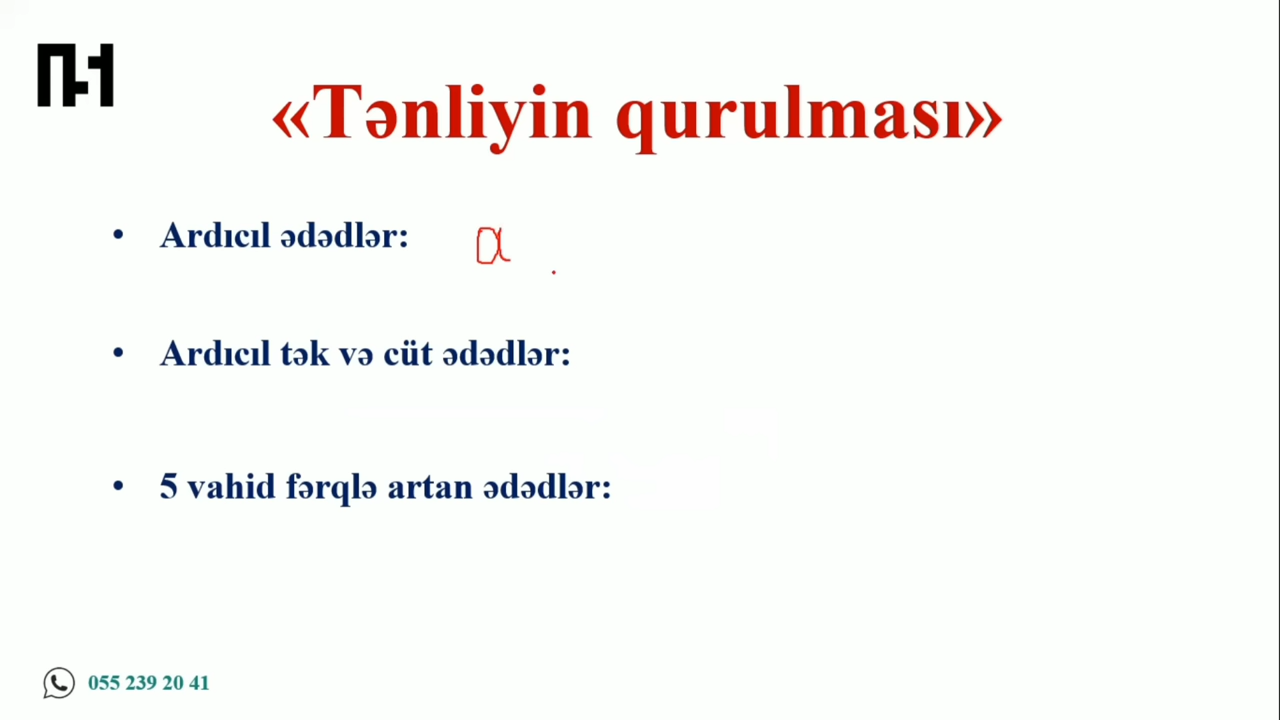 «Tənliyin qurulması»
• Ardıcıl ədədlər: a
• Ardıcıl tək və cüt ədədlər:
• 5 vahid fərqlə artan ədədlər:
055 239 20 41